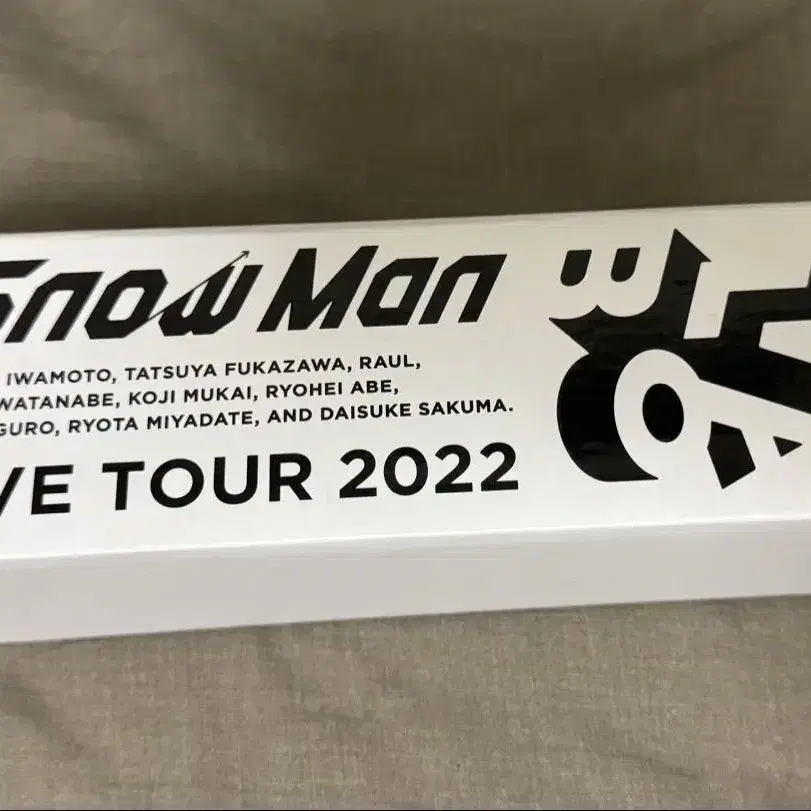 Snow Man
IWAMOTO, TATSUYA FUKAZAWA, RAUL,
WATANABE, KOJI MUKAI, RYOHEI ABE,
GURO, RYOTA MIYADATE, AND DAISUKE SAKUMA.
VE TOUR 2022